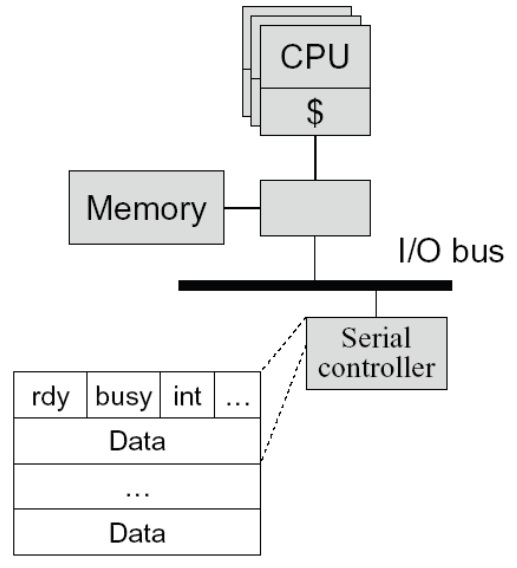 CPU
$
Memory
I/O bus
Serial
controller
rdy busy int ...
Data
...
Data